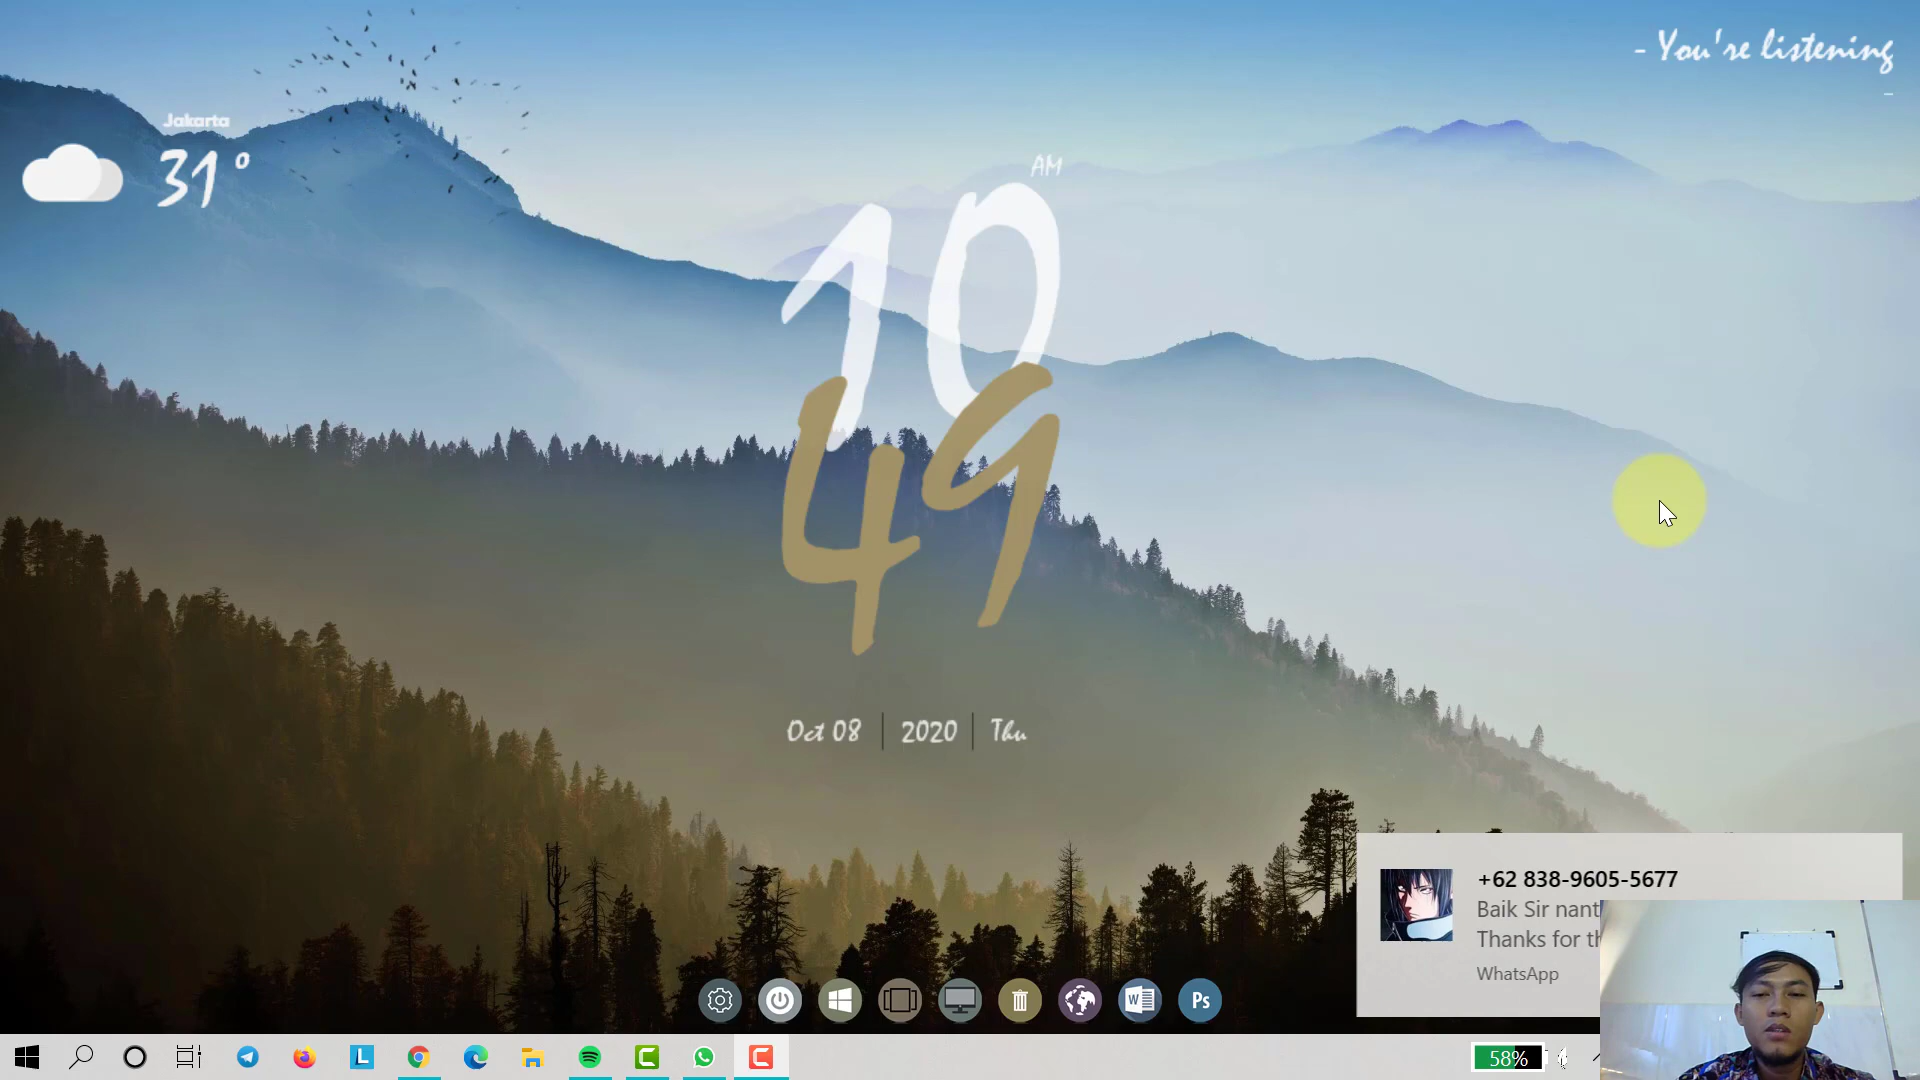 - You're listening
-
Jakarta
31°
AM
10
49
Oct 08 | 2020 | Thu
+62 838-9605-5677
Baik Sir nant
Thanks for th
WhatsApp
W
Ps
L
58%